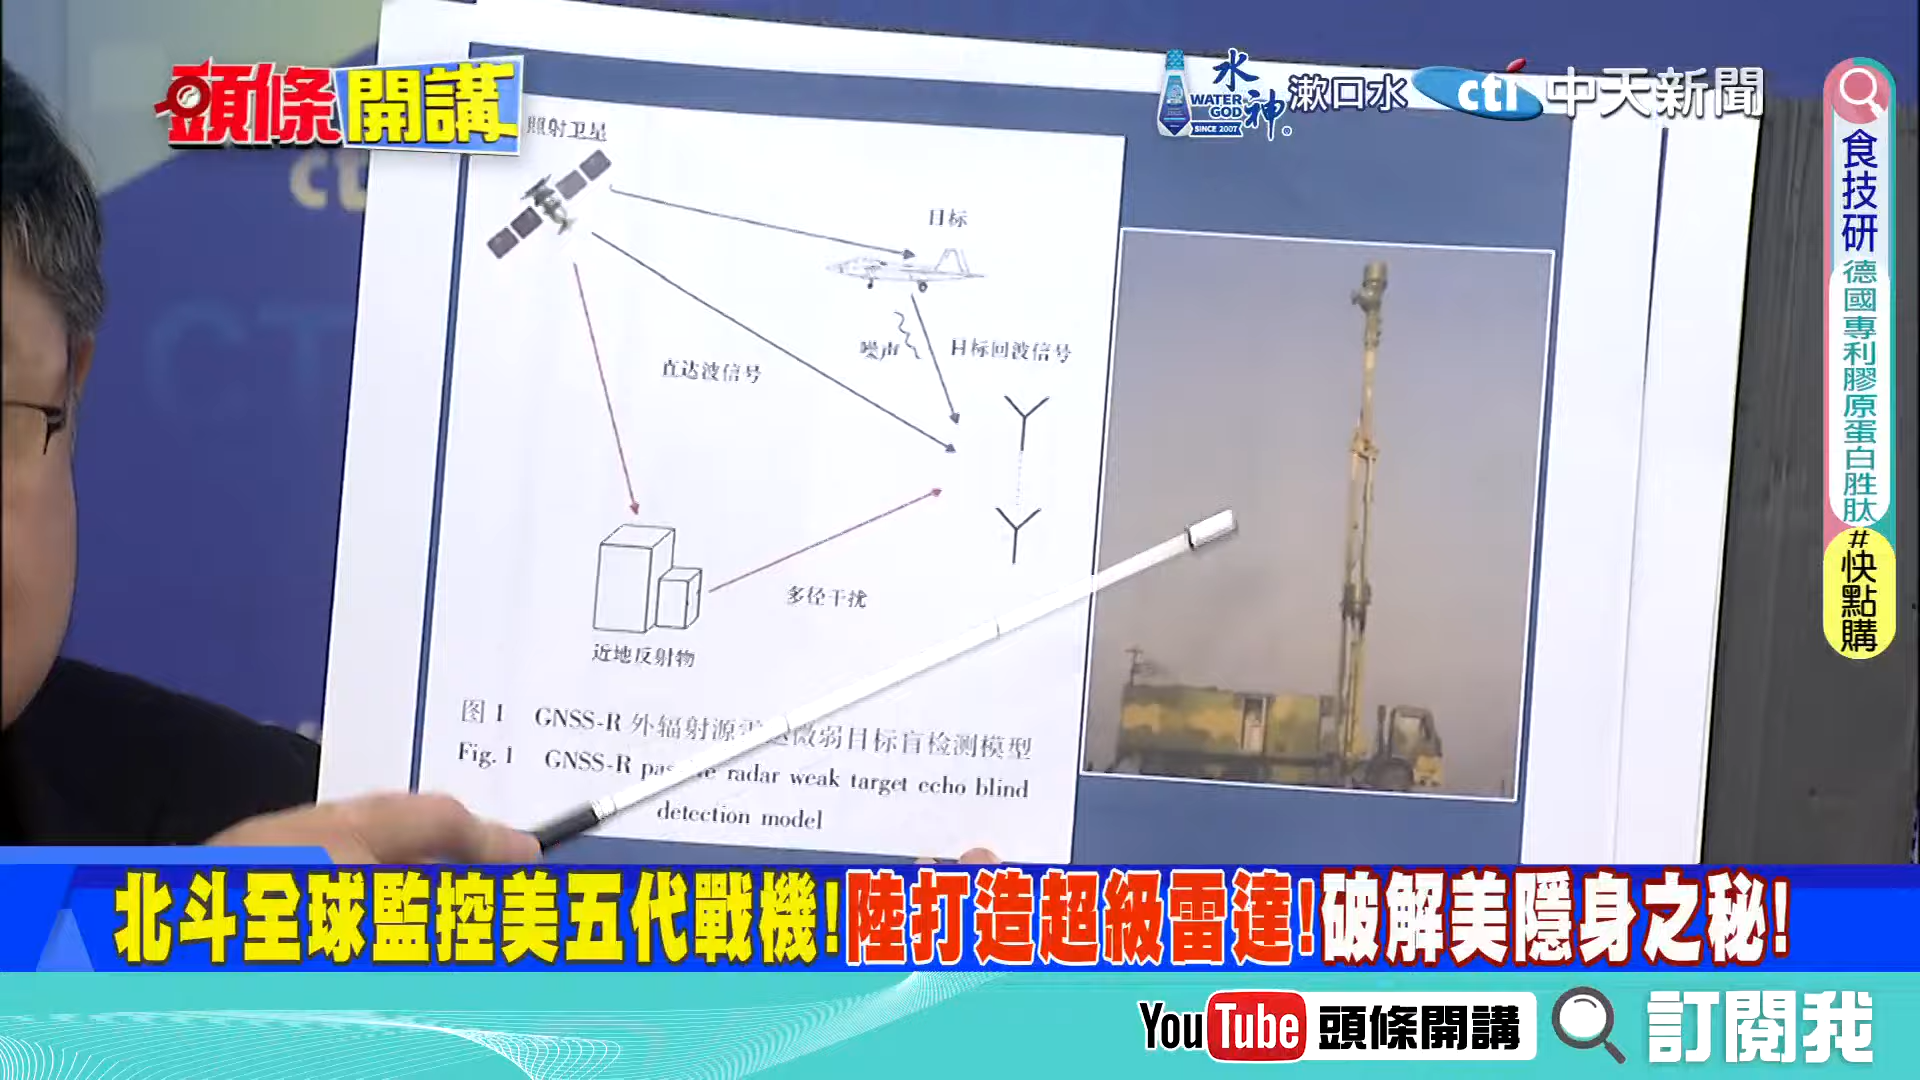 頭條開講
水神
WATER GOD
SINCE 2007
漱口水
cti 中天新聞
食技研
德國專利膠原蛋白胜肽
#快點購
照射卫星
目标
噪声
目标回波信号
直达波信号
多径干扰
近地反射物
图 1 GNSS-R 外辐射源雷达微弱目标盲检测模型
Fig. 1 GNSS-R passive radar weak target echo blind
detection model
北斗全球監控美五代戰機!陸打造超級雷達!破解美隱身之秘!
YouTube 頭條開講
訂閱我